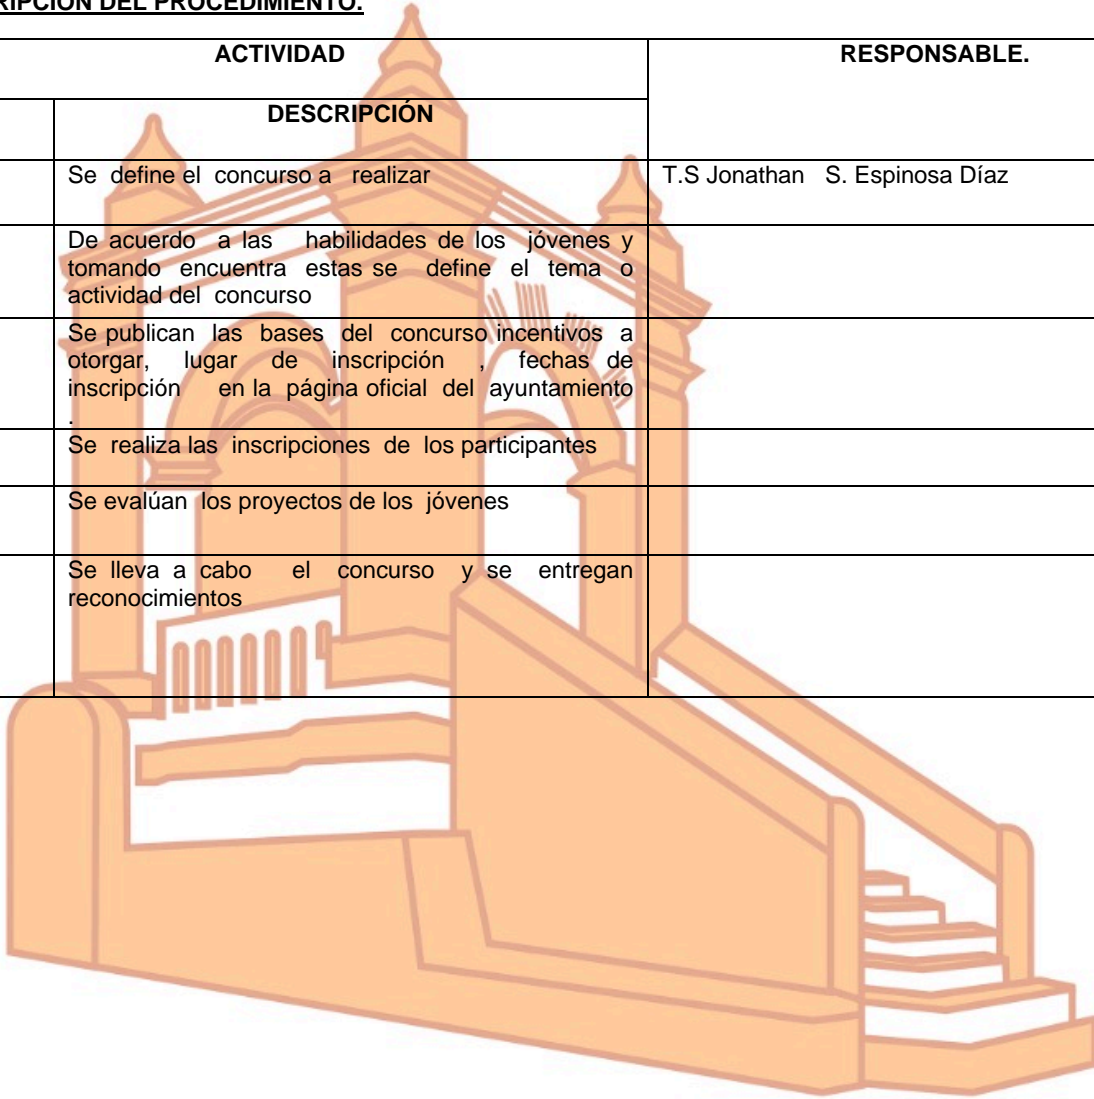 RIPCIÓN DEL PROCEDIMIENTO.
ACTIVIDAD
RESPONSABLE.
DESCRIPCIÓN
Se define el concurso a realizar
T.S Jonathan S. Espinosa Díaz
De acuerdo a las habilidades de los jóvenes y
tomando encuentra estas se define el tema o
actividad del concurso
Se publican las bases del concurso incentivos a
otorgar, lugar de inscripción , fechas de
inscripción en la página oficial del ayuntamiento
.
Se realiza las inscripciones de los participantes
Se evalúan los proyectos de los jóvenes
Se lleva a cabo el concurso y se entregan
reconocimientos